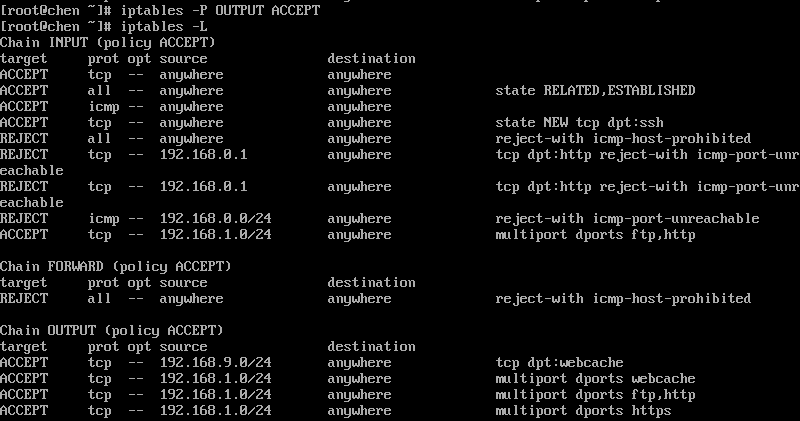 [root@chen ~]# iptables -P OUTPUT ACCEPT
[root@chen ~]# iptables -L
Chain INPUT (policy ACCEPT)
target     prot opt source               destination
ACCEPT     tcp  --  anywhere             anywhere
ACCEPT     all  --  anywhere             anywhere             state RELATED,ESTABLISHED
ACCEPT     icmp --  anywhere             anywhere
ACCEPT     tcp  --  anywhere             anywhere             state NEW tcp dpt:ssh
REJECT     all  --  anywhere             anywhere             reject-with icmp-host-prohibited
REJECT     tcp  --  192.168.0.1          anywhere             tcp dpt:http reject-with icmp-port-unr
eachable
REJECT     tcp  --  192.168.0.1          anywhere             tcp dpt:http reject-with icmp-port-unr
eachable
REJECT     icmp --  192.168.0.0/24       anywhere             reject-with icmp-port-unreachable
ACCEPT     tcp  --  192.168.1.0/24       anywhere             multiport dports ftp,http
Chain FORWARD (policy ACCEPT)
target     prot opt source               destination
REJECT     all  --  anywhere             anywhere             reject-with icmp-host-prohibited
Chain OUTPUT (policy ACCEPT)
target     prot opt source               destination
ACCEPT     tcp  --  192.168.9.0/24       anywhere             tcp dpt:webcache
ACCEPT     tcp  --  192.168.1.0/24       anywhere             multiport dports webcache
ACCEPT     tcp  --  192.168.1.0/24       anywhere             multiport dports ftp,http
ACCEPT     tcp  --  192.168.1.0/24       anywhere             multiport dports https